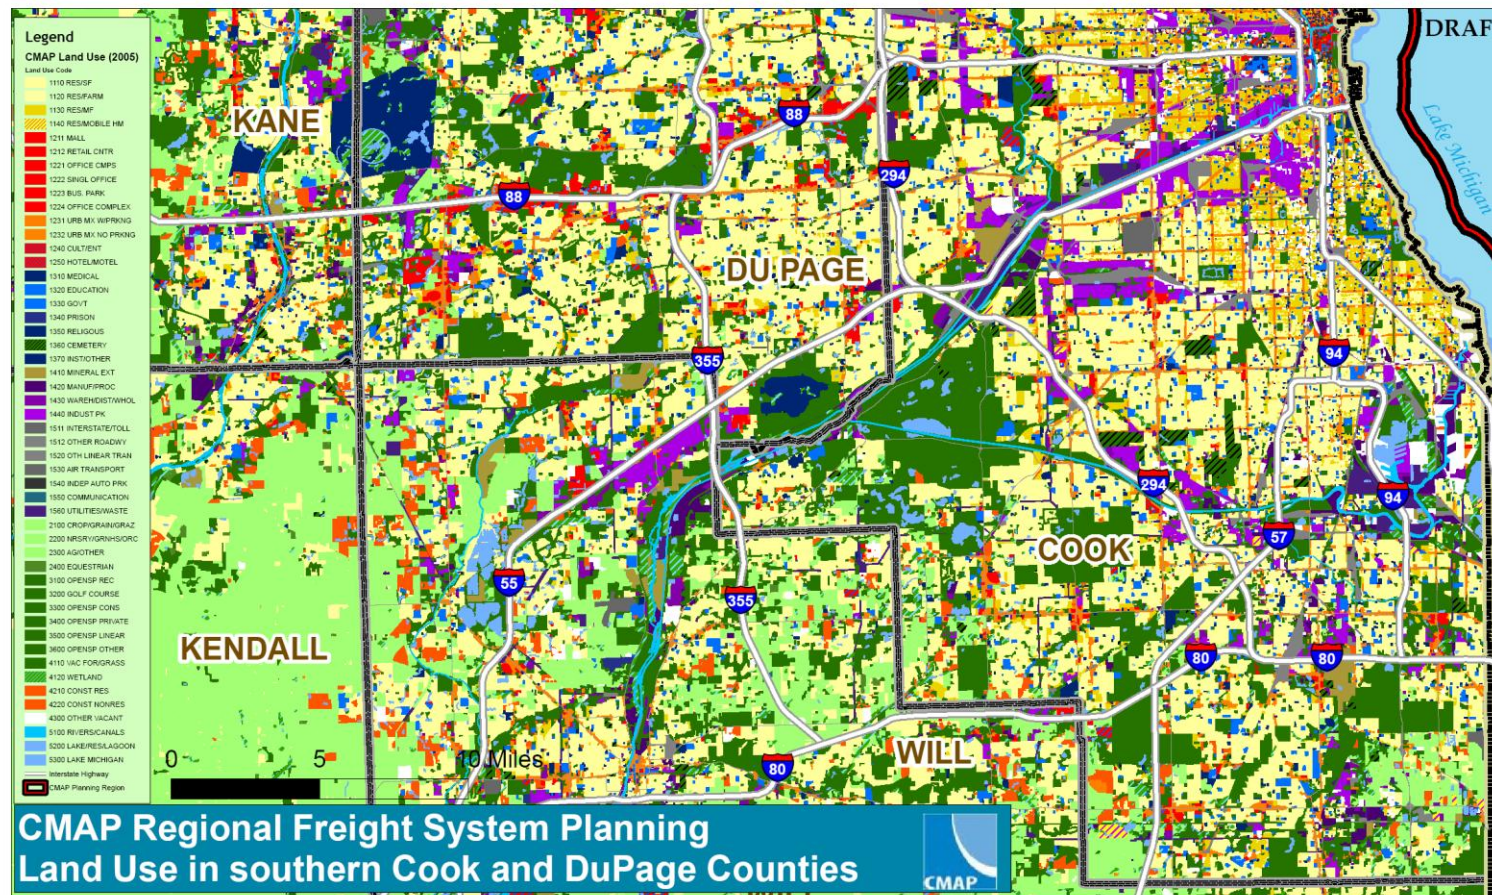 Legend
CMAP Land Use (2005)
Land Use Code
1110 RES/SF
1120 RES/FARM
1130 RES/MF
1140 RES/MOBILE HM
1211 MALL
1212 RETAIL CNTR
1221 OFFICE CMPS
1222 SINGL OFFICE
1223 BUS. PARK
1224 OFFICE COMPLEX
1231 URB MX W/PRKNG
1232 URB MX NO PRKNG
1240 CULT/ENT
1250 HOTEL/MOTEL
1310 MEDICAL
1320 EDUCATION
1330 GOVT
1340 PRISON
1350 RELIGOUS
1360 CEMETERY
1370 INST/OTHER
1410 MINERAL EXT
1420 MANUF/PROC
1430 WAREH/DIST/WHOL
1440 INDUST PK
1511 INTERSTATE/TOLL
1512 OTHER ROADWY
1520 OTH LINEAR TRAN
1530 AIR TRANSPORT
1540 INDEP AUTO PRK
1550 COMMUNICATION
1560 UTILITIES/WASTE
2100 CROP/GRAIN/GRAZ
2200 NRSRY/GRNHS/ORC
2300 AG/OTHER
2400 EQUESTRIAN
3100 OPENSP REC
3200 GOLF COURSE
3300 OPENSP CONS
3400 OPENSP PRIVATE
3500 OPENSP LINEAR
3600 OPENSP OTHER
4110 VAC FOR/GRASS
4120 WETLAND
4210 CONST RES
4220 CONST NONRES
4300 OTHER VACANT
5100 RIVERS/CANALS
5200 LAKE/RES/LAGOON
5300 LAKE MICHIGAN
Interstate Highway
CMAP Planning Region
DRAF
Lake Michigan
KANE
88
294
88
DU PAGE
355
94
294
94
57
COOK
55
355
KENDALL
80
80
WILL
80
0 5 10 Miles
CMAP Regional Freight System Planning
Land Use in southern Cook and DuPage Counties
CMAP